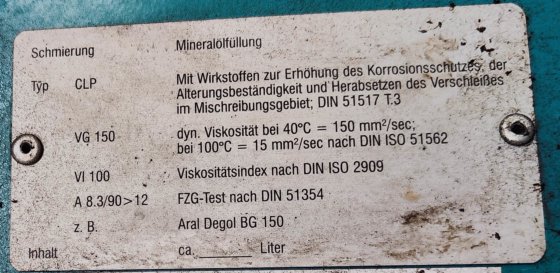 Schmierung Mineralölfüllung
Typ CLP Mit Wirkstoffen zur Erhöhung des Korrosionsschutzes, der
Alterungsbeständigkeit und Herabsetzen des Verschleißes
im Mischreibungsgebiet; DIN 51517 T.3
VG 150 dyn. Viskosität bei 40°C = 150 mm²/sec;
bei 100°C = 15 mm²/sec nach DIN ISO 51562
VI 100 Viskositätsindex nach DIN ISO 2909
A 8.3/90 > 12 FZG-Test nach DIN 51354
z. B. Aral Degol BG 150
Inhalt ca. ______ Liter